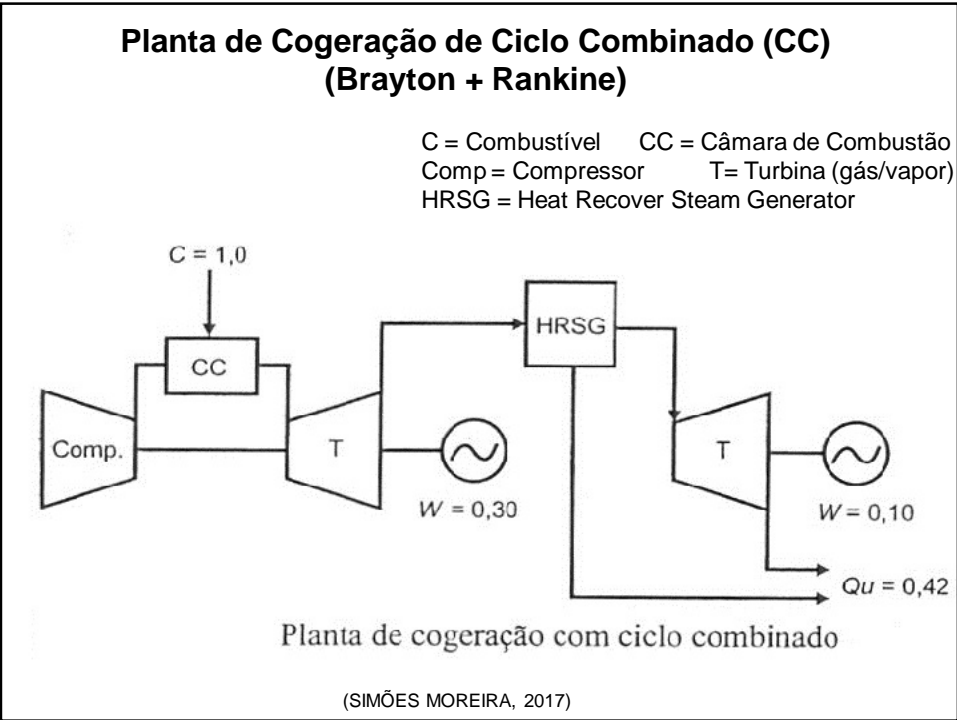 Planta de Cogeração de Ciclo Combinado (CC)
(Brayton + Rankine)
C = Combustível CC = Câmara de Combustão
Comp = Compressor T= Turbina (gás/vapor)
HRSG = Heat Recover Steam Generator
C = 1,0
CC
HRSG
Comp.
T
T
W = 0,30
W = 0,10
Qu = 0,42
Planta de cogeração com ciclo combinado
(SIMÕES MOREIRA, 2017)